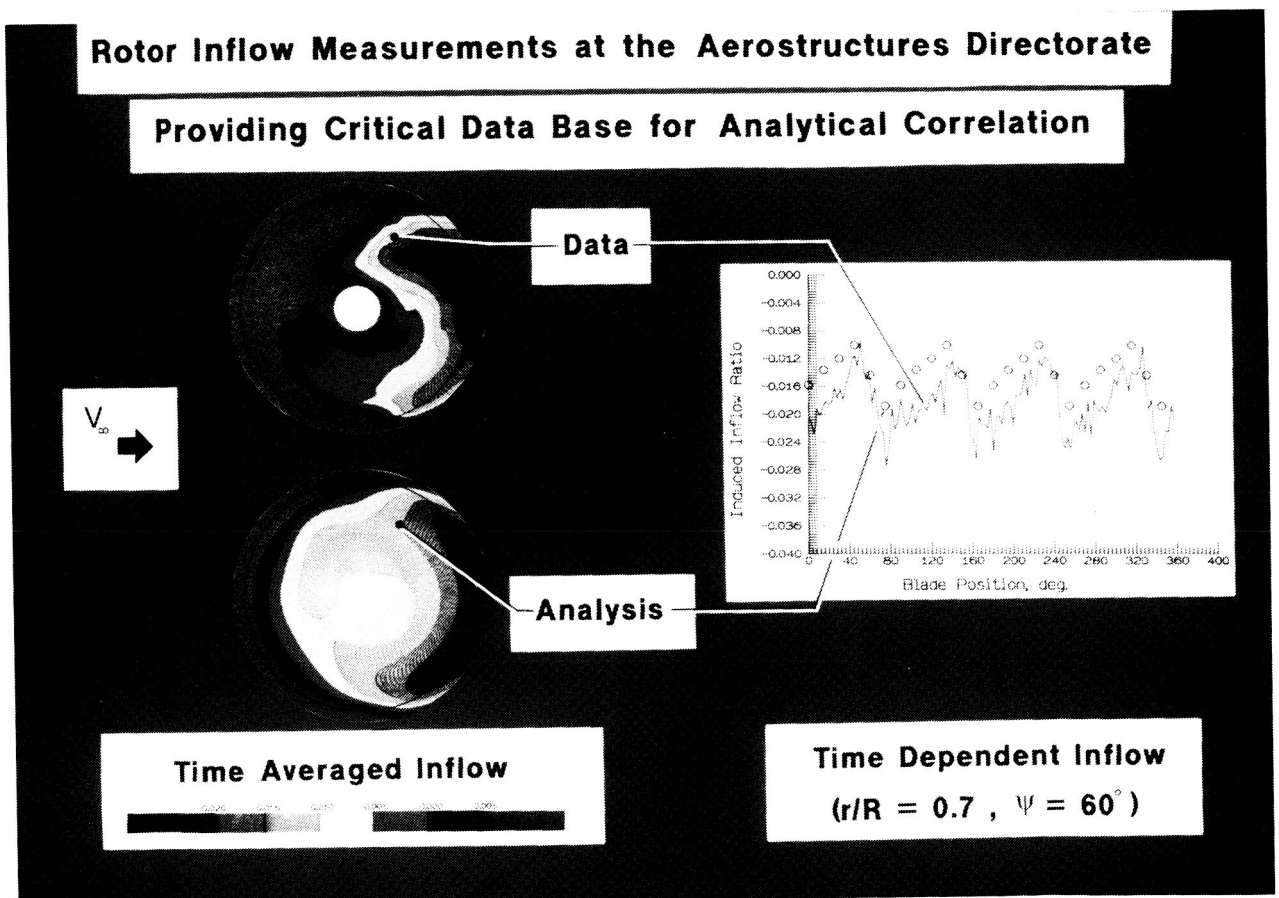 Rotor Inflow Measurements at the Aerostructures Directorate
Providing Critical Data Base for Analytical Correlation
Data
V∞
Analysis
Induced Inflow Ratio
0.000
-0.004
-0.008
-0.012
-0.016
-0.020
-0.024
-0.028
-0.032
-0.036
-0.040
0 40 80 120 160 200 240 280 320 360 400
Blade Position, deg.
Time Averaged Inflow
Time Dependent Inflow
(r/R = 0.7 , Ψ = 60°)